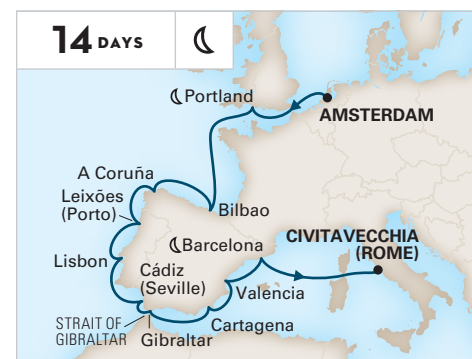 14 DAYS
Portland
AMSTERDAM
A Coruña
Leixões
(Porto)
Bilbao
Barcelona
CIVITAVECCHIA
(ROME)
Lisbon
Cádiz
(Seville)
Valencia
STRAIT OF
GIBRALTAR
Gibraltar
Cartagena